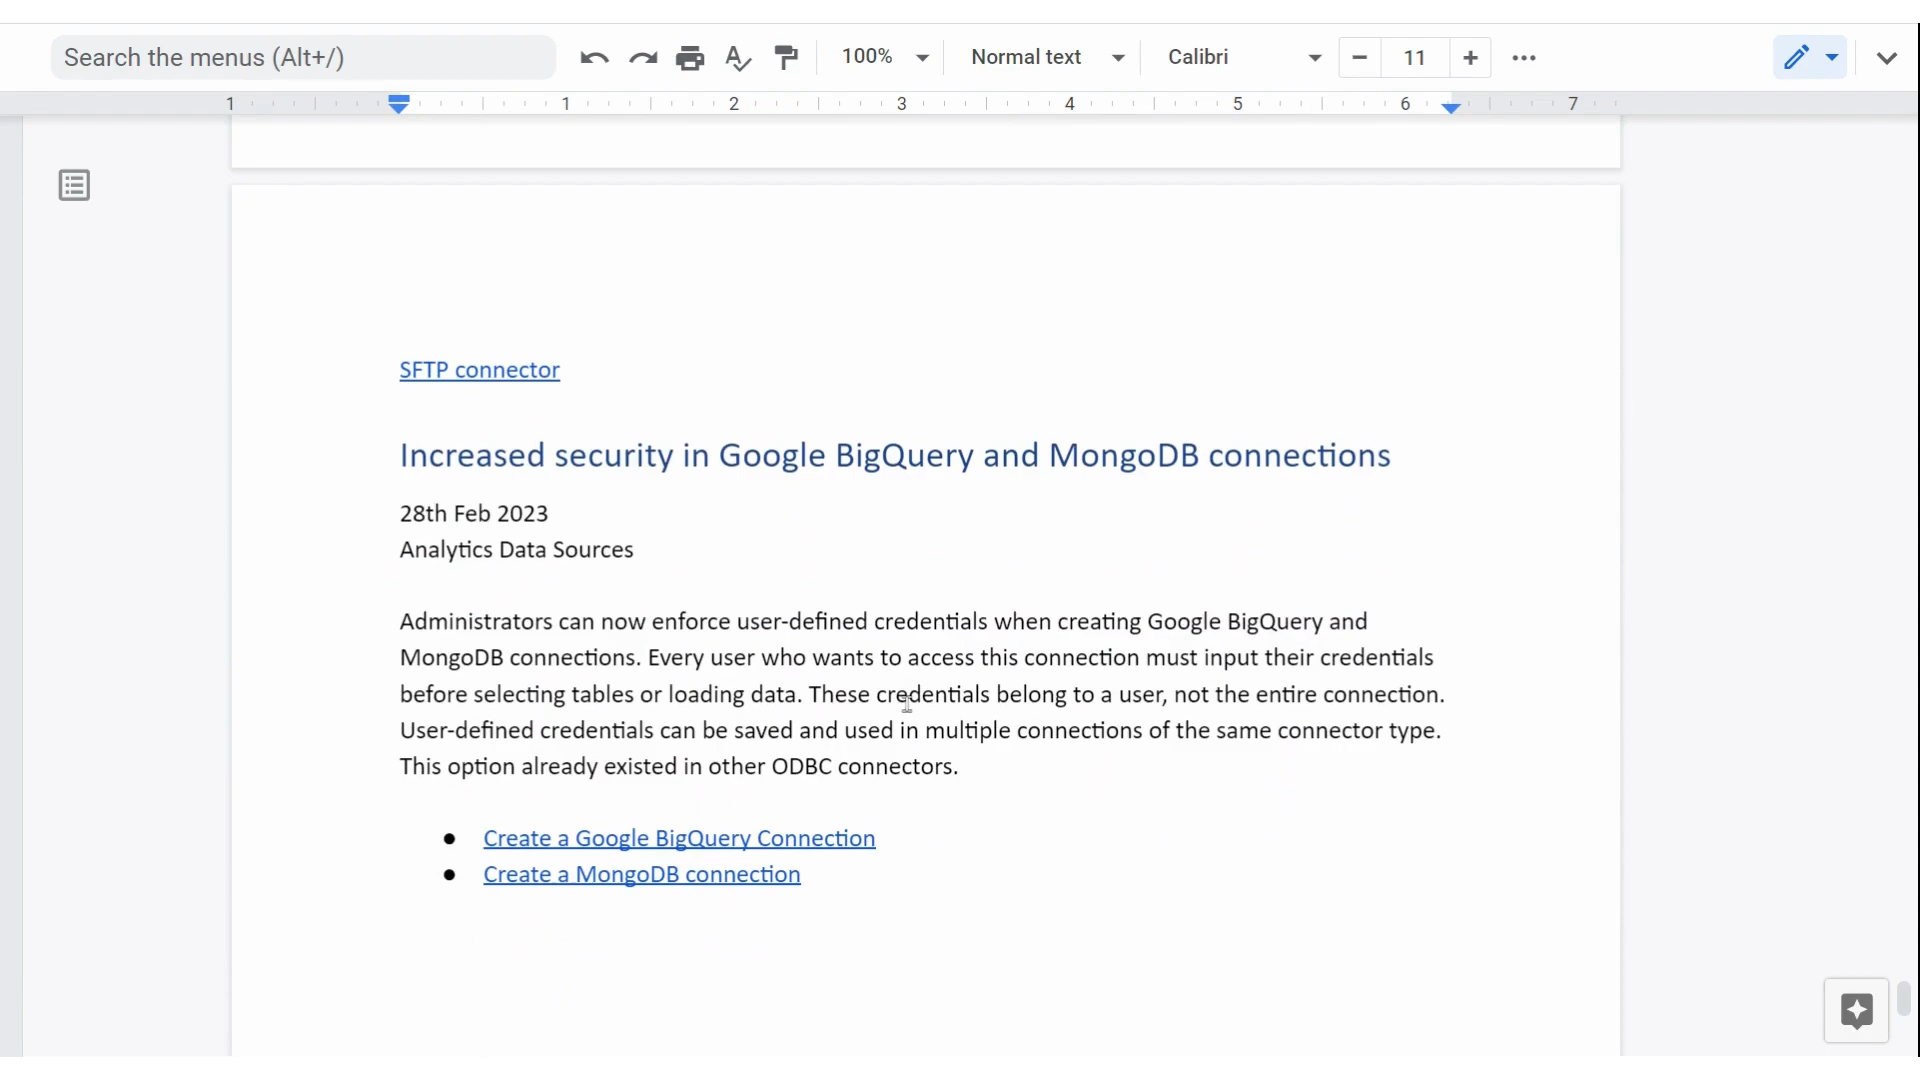 Search the menus (Alt+/)
100%
Normal text
Calibri
11
1 1 2 3 4 5 6 7
SFTP connector
Increased security in Google BigQuery and MongoDB connections
28th Feb 2023
Analytics Data Sources
Administrators can now enforce user-defined credentials when creating Google BigQuery and
MongoDB connections. Every user who wants to access this connection must input their credentials
before selecting tables or loading data. These credentials belong to a user, not the entire connection.
User-defined credentials can be saved and used in multiple connections of the same connector type.
This option already existed in other ODBC connectors.
● Create a Google BigQuery Connection
● Create a MongoDB connection